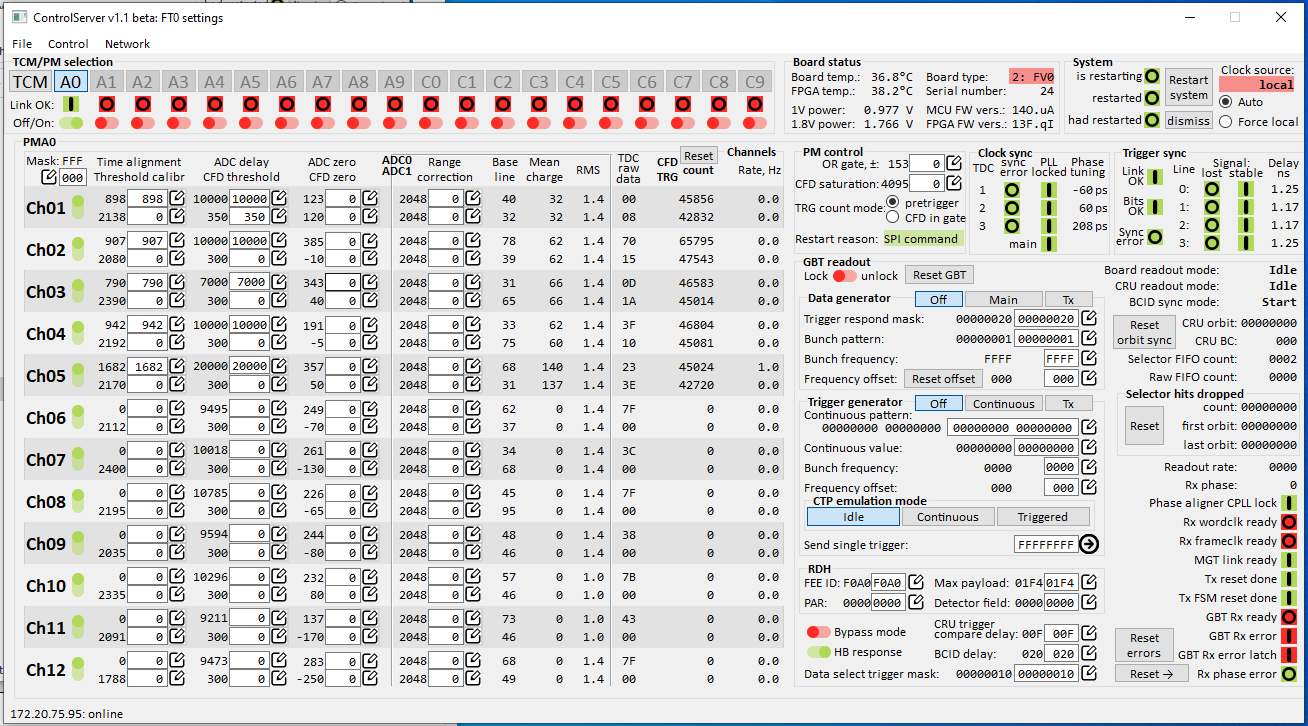 ControlServer v1.1 beta: FT0 settings
File Control Network
TCM/PM selection
TCM A0 A1 A2 A3 A4 A5 A6 A7 A8 A9 C0 C1 C2 C3 C4 C5 C6 C7 C8 C9
Link OK:
Off/On:
Board status
Board temp.: 36.8°C Board type: 2: FV0
FPGA temp.: 38.2°C Serial number: 24
1V power: 0.977 V MCU FW vers.: 140.uA
1.8V power: 1.766 V FPGA FW vers.: 13F.qI
System
is restarting
restarted
had restarted
Restart system
dismiss
Clock source:
local
Auto
Force local
PMA0
Mask: FFF
000
Time alignment
Threshold calibr
ADC delay
CFD threshold
ADC zero
CFD zero
ADC0
ADC1
Range correction
Base line
Mean charge
RMS
TDC raw data
CFD
TRG
Reset
count
Channels
Rate, Hz
Ch01
898 898 10000 10000 123 0 2048 0 40 32 1.4 00 45856 0.0
2138 0 350 350 120 0 2048 0 32 32 1.4 08 42832 0.0
Ch02
907 907 10000 10000 385 0 2048 0 78 62 1.4 70 65795 0.0
2080 0 300 0 -10 0 2048 0 39 62 1.4 15 47543 0.0
Ch03
790 790 7000 7000 343 0 2048 0 31 66 1.4 0D 46583 0.0
2390 0 300 0 40 0 2048 0 65 66 1.4 1A 45014 0.0
Ch04
942 942 10000 10000 191 0 2048 0 33 62 1.4 3F 46804 0.0
2192 0 300 0 -5 0 2048 0 75 60 1.4 10 45081 0.0
Ch05
1682 1682 20000 20000 357 0 2048 0 68 140 1.4 23 45024 1.0
2170 0 300 0 50 0 2048 0 31 137 1.4 3E 42720 0.0
Ch06
0 0 9495 0 249 0 2048 0 62 0 1.4 7F 0 0.0
2112 0 300 0 -70 0 2048 0 37 0 1.4 00 0 0.0
Ch07
0 0 10018 0 261 0 2048 0 34 0 1.4 3C 0 0.0
2400 0 300 0 -130 0 2048 0 68 0 1.4 00 0 0.0
Ch08
0 0 10785 0 226 0 2048 0 45 0 1.4 7F 0 0.0
2195 0 300 0 -65 0 2048 0 95 0 1.4 00 0 0.0
Ch09
0 0 9594 0 244 0 2048 0 48 0 1.4 38 0 0.0
2035 0 300 0 -80 0 2048 0 46 0 1.4 00 0 0.0
Ch10
0 0 10296 0 232 0 2048 0 57 0 1.0 7B 0 0.0
2335 0 300 0 80 0 2048 0 46 0 1.4 00 0 0.0
Ch11
0 0 9211 0 137 0 2048 0 73 0 1.0 43 0 0.0
2091 0 300 0 -170 0 2048 0 46 0 1.4 00 0 0.0
Ch12
0 0 9473 0 283 0 2048 0 68 0 1.4 7F 0 0.0
1788 0 300 0 -250 0 2048 0 49 0 1.4 00 0 0.0
PM control
OR gate, ±: 153 0
CFD saturation: 4095 0
TRG count mode: pretrigger
CFD in gate
Restart reason: SPI command
Clock sync
TDC sync error PLL locked Phase tuning
1 -60 ps
2 60 ps
3 208 ps
main
Trigger sync
Link OK
Bits OK
Sync error
Line Signal: lost stable Delay ns
0: 1.25
1: 1.17
2: 1.17
3: 1.25
GBT readout
Lock unlock Reset GBT
Data generator Off Main Tx
Trigger respond mask: 00000020 00000020
Bunch pattern: 00000001 00000001
Bunch frequency: FFFF FFFF
Frequency offset: Reset offset 000 000
Trigger generator Off Continuous Tx
Continuous pattern:
00000000 00000000 00000000 00000000
Continuous value: 00000000 00000000
Bunch frequency: 0000 0000
Frequency offset: 000 000
CTP emulation mode
Idle Continuous Triggered
Send single trigger: FFFFFFFF
RDH
FEE ID: F0A0 F0A0 Max payload: 01F4 01F4
PAR: 0000 0000 Detector field: 0000 0000
Bypass mode
HB response
CRU trigger
compare delay: 00F 00F
BCID delay: 020 020
Data select trigger mask: 00000010 00000010
Board readout mode: Idle
CRU readout mode: Idle
BCID sync mode: Start
Reset orbit sync
CRU orbit: 00000000
CRU BC: 000
Selector FIFO count: 0002
Raw FIFO count: 0000
Selector hits dropped
Reset
count: 00000000
first orbit: 00000000
last orbit: 00000000
Readout rate: 0000
Rx phase: 0
Phase aligner CPLL lock
Rx wordclk ready
Rx frameclk ready
MGT link ready
Tx reset done
Tx FSM reset done
GBT Rx ready
Reset errors
GBT Rx error
GBT Rx error latch
Reset → Rx phase error
172.20.75.95: online